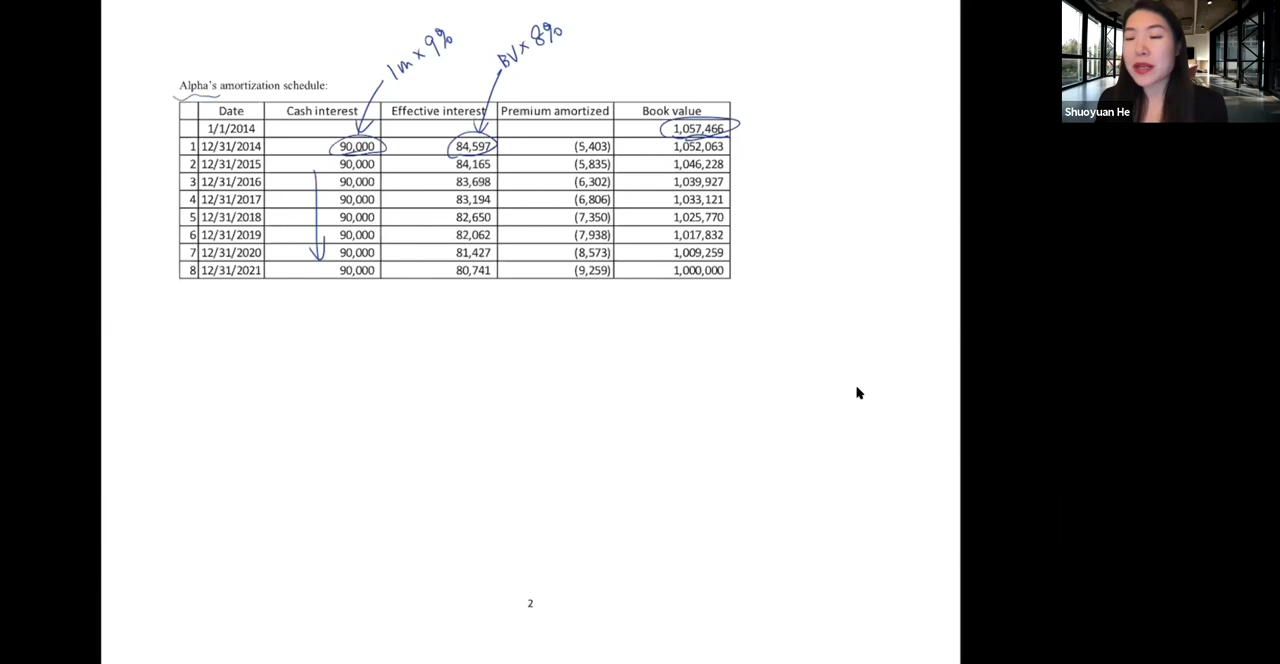 1m x 9%
BV x 8%
Shuoyuan He
Alpha's amortization schedule:
Date Cash interest Effective interest Premium amortized Book value
1/1/2014 1,057,466
1 12/31/2014 90,000 84,597 (5,403) 1,052,063
2 12/31/2015 90,000 84,165 (5,835) 1,046,228
3 12/31/2016 90,000 83,698 (6,302) 1,039,927
4 12/31/2017 90,000 83,194 (6,806) 1,033,121
5 12/31/2018 90,000 82,650 (7,350) 1,025,770
6 12/31/2019 90,000 82,062 (7,938) 1,017,832
7 12/31/2020 90,000 81,427 (8,573) 1,009,259
8 12/31/2021 90,000 80,741 (9,259) 1,000,000
2